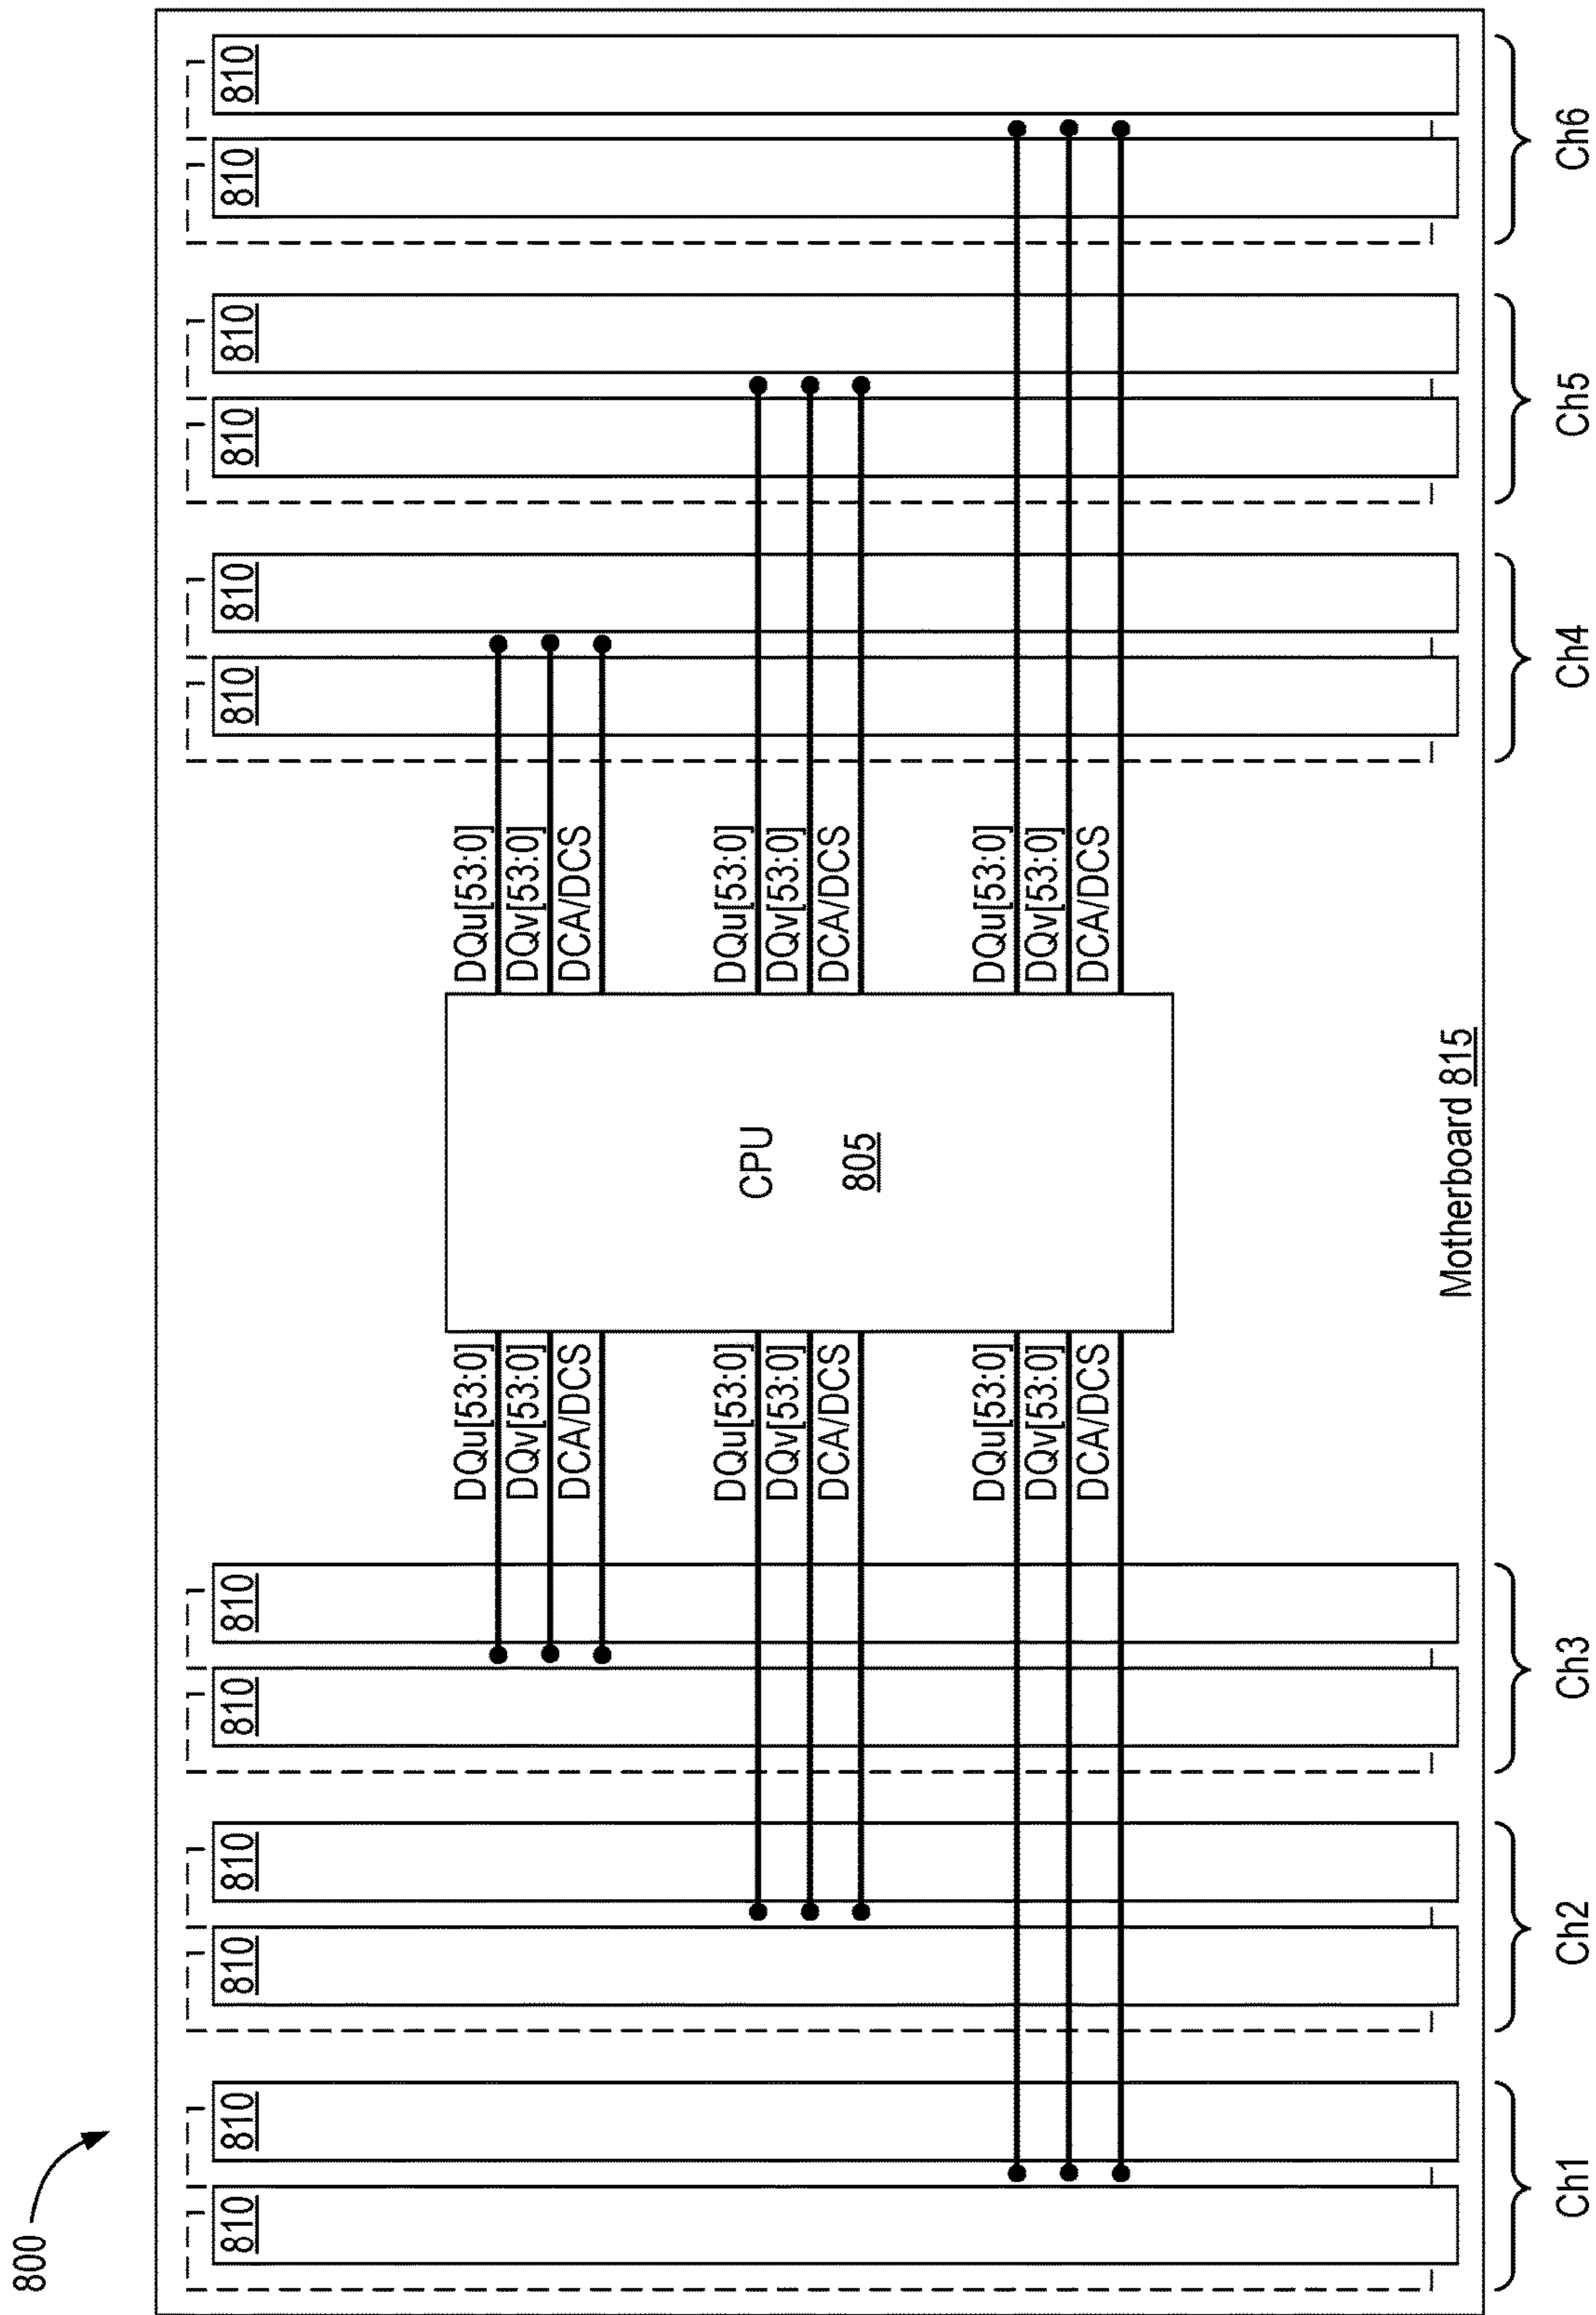 800
810 810 810 810 810 810 810 810 810 810 810 810
DQu[53:0] DQu[53:0]
DQv[53:0] DQv[53:0]
DCA/DCS DCA/DCS
DQu[53:0] CPU DQu[53:0]
DQv[53:0] DQv[53:0]
DCA/DCS 805 DCA/DCS
DQu[53:0] DQu[53:0]
DQv[53:0] DQv[53:0]
DCA/DCS DCA/DCS
Motherboard 815
Ch1 Ch2 Ch3 Ch4 Ch5 Ch6